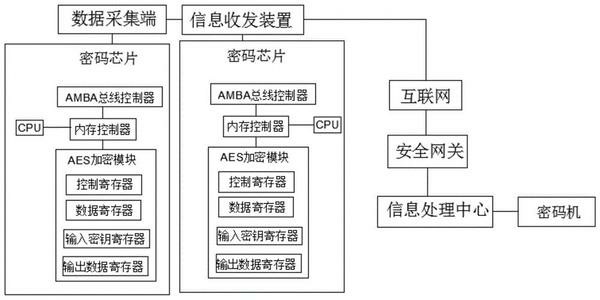 数据采集端
信息收发装置
密码芯片
AMBA总线控制器
CPU
内存控制器
AES加密模块
控制寄存器
数据寄存器
输入密钥寄存器
输出数据寄存器
密码芯片
AMBA总线控制器
内存控制器
CPU
AES加密模块
控制寄存器
数据寄存器
输入密钥寄存器
输出数据寄存器
互联网
安全网关
信息处理中心
密码机